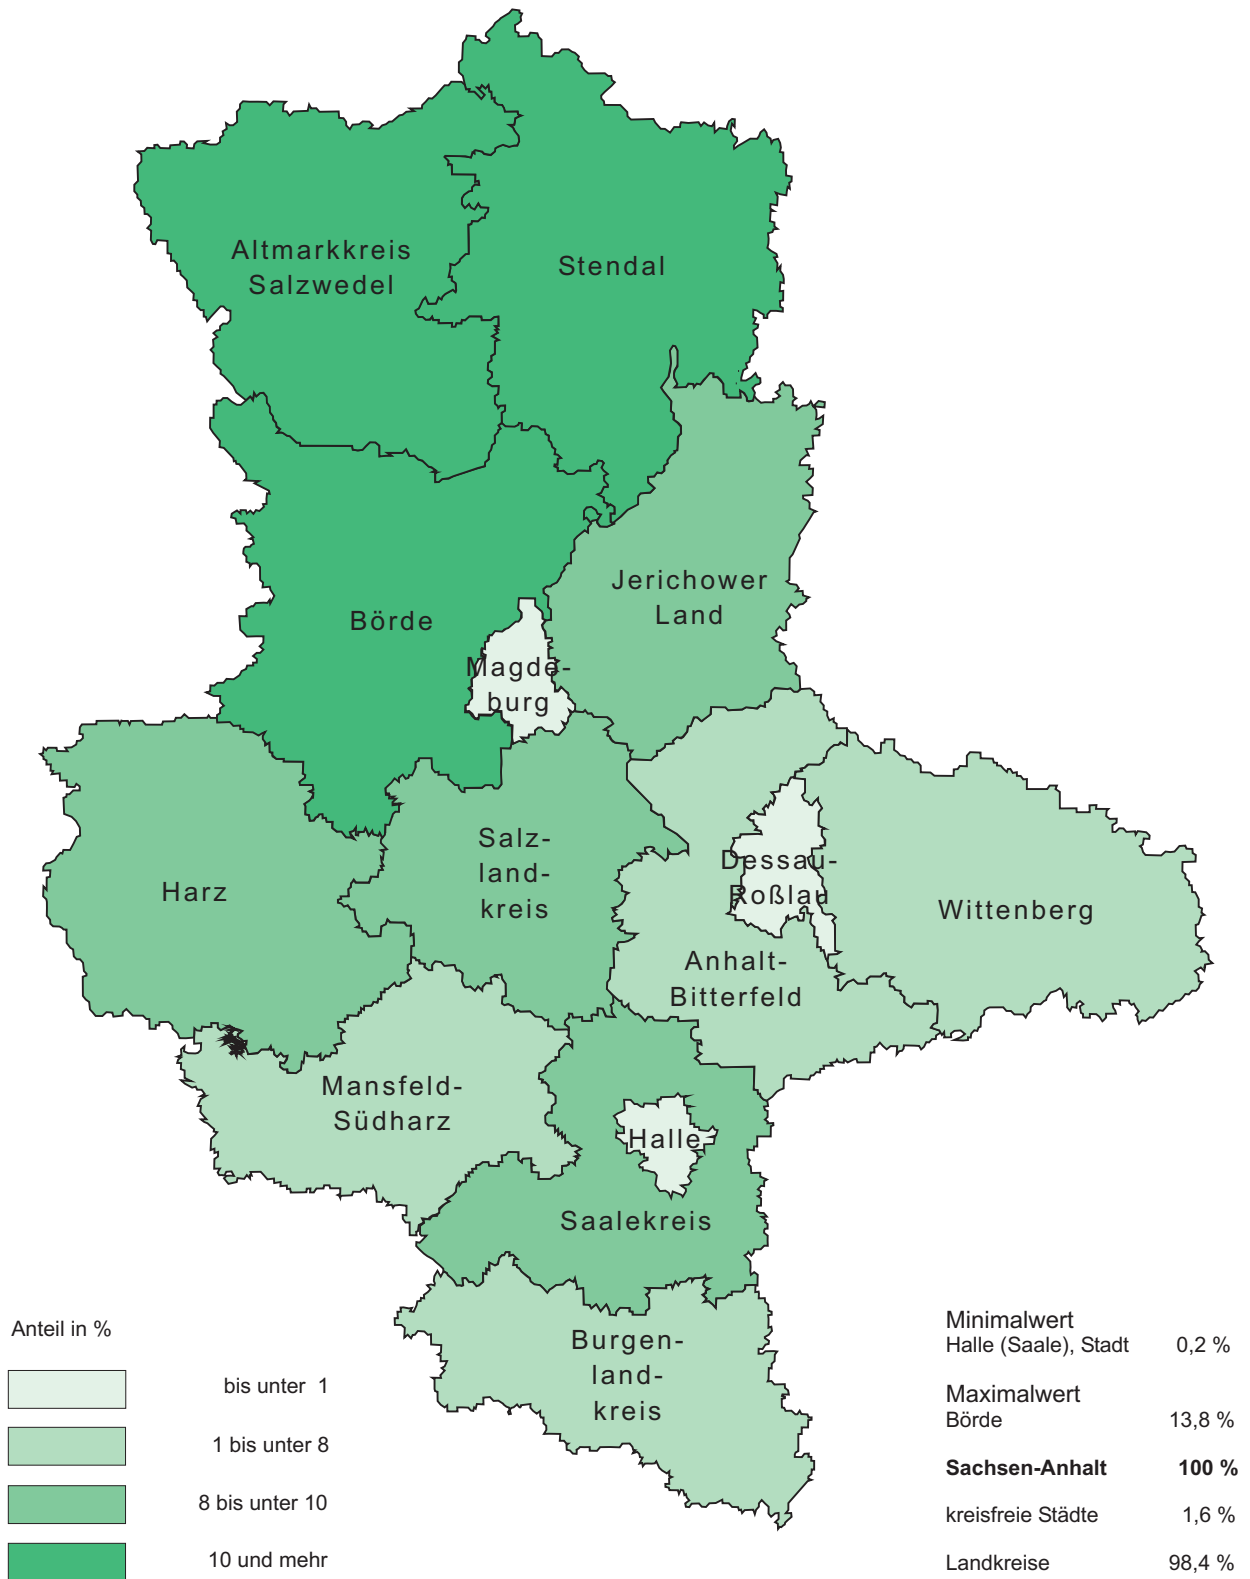 Altmarkkreis
Salzwedel
Stendal
Jerichower
Land
Börde
Magde-
burg
Salz-
land-
kreis
Harz
Dessau-
Roßlau
Wittenberg
Anhalt-
Bitterfeld
Mansfeld-
Südharz
Halle
Saalekreis
Burgen-
land-
kreis
Anteil in %
bis unter 1
1 bis unter 8
8 bis unter 10
10 und mehr
Minimalwert
Halle (Saale), Stadt 0,2 %
Maximalwert
Börde 13,8 %
Sachsen-Anhalt 100 %
kreisfreie Städte 1,6 %
Landkreise 98,4 %